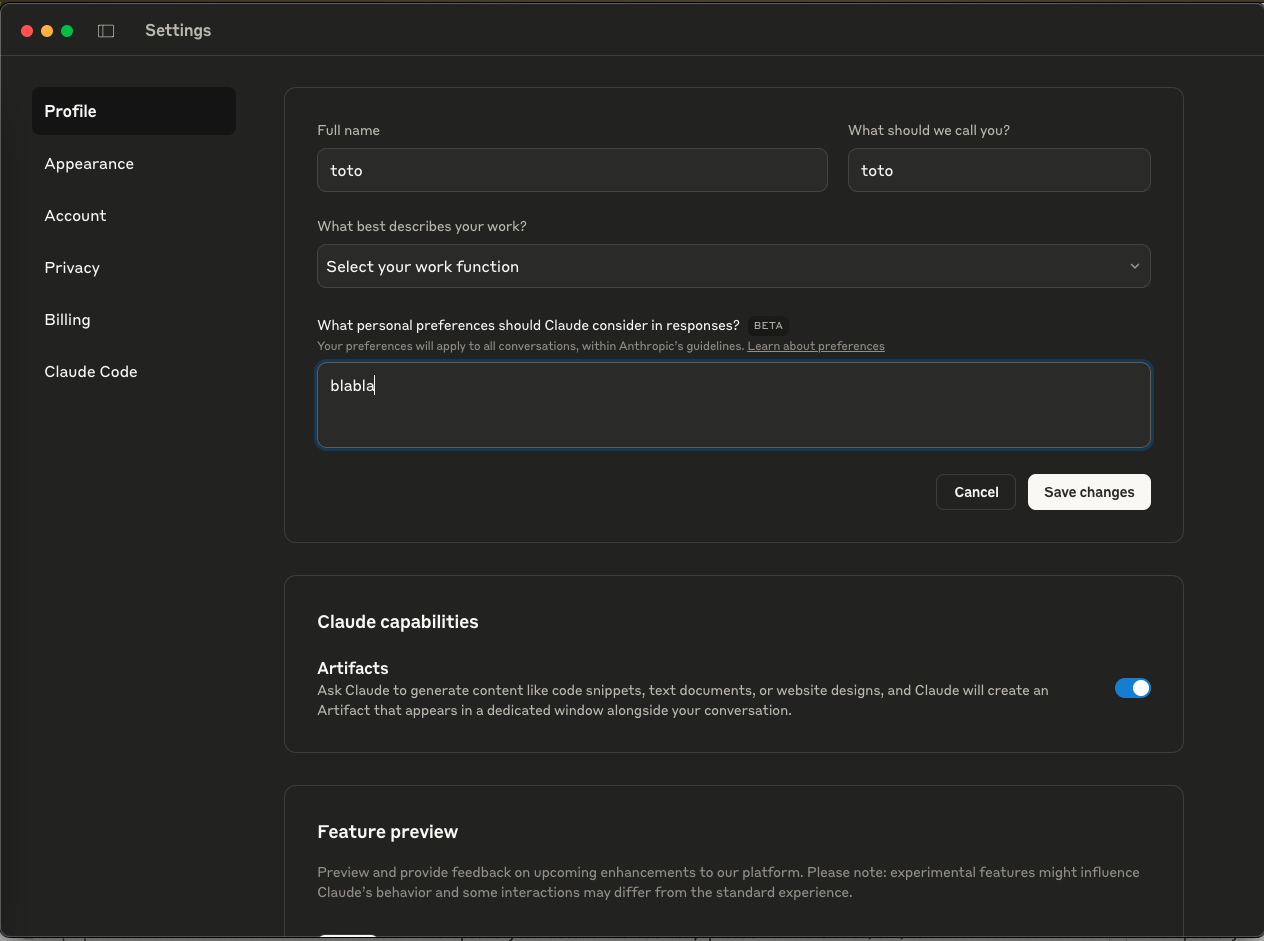 Settings
Profile
Appearance
Account
Privacy
Billing
Claude Code
Full name
What should we call you?
toto
toto
What best describes your work?
Select your work function
What personal preferences should Claude consider in responses? BETA
Your preferences will apply to all conversations, within Anthropic's guidelines. Learn about preferences
blabla
Cancel
Save changes
Claude capabilities
Artifacts
Ask Claude to generate content like code snippets, text documents, or website designs, and Claude will create an
Artifact that appears in a dedicated window alongside your conversation.
Feature preview
Preview and provide feedback on upcoming enhancements to our platform. Please note: experimental features might influence
Claude's behavior and some interactions may differ from the standard experience.